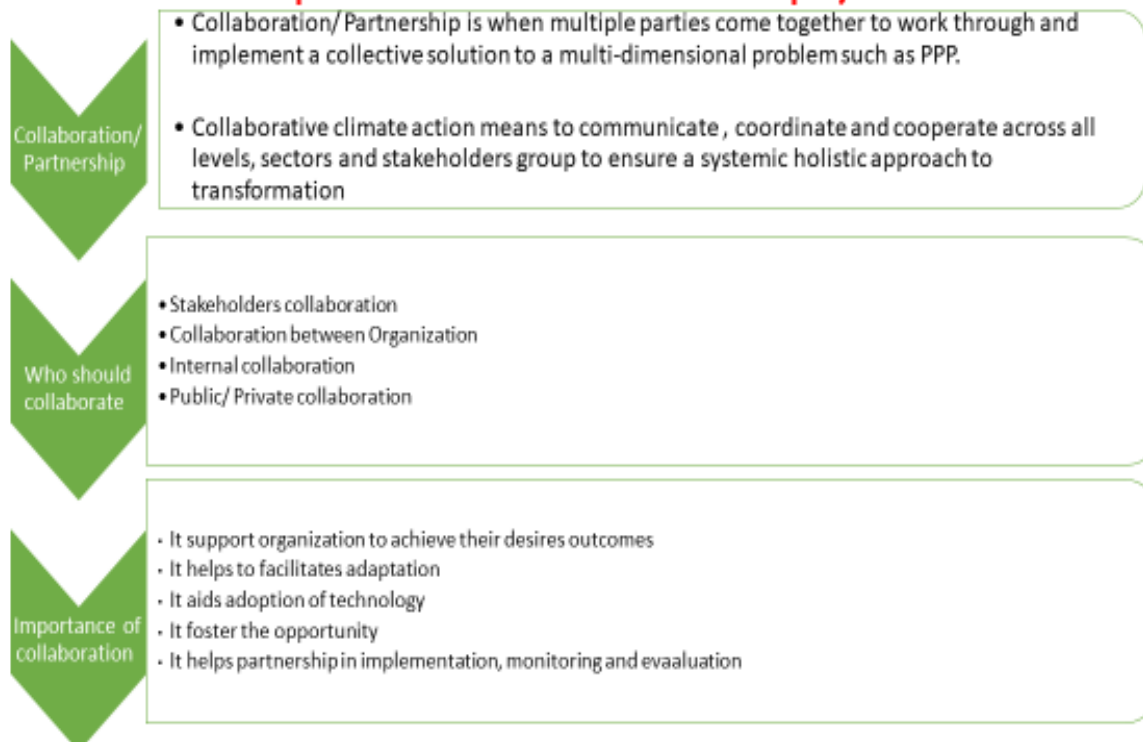 • Collaboration/ Partnership is when multiple parties come together to work through and
implement a collective solution to a multi-dimensional problem such as PPP.
Collaboration/
Partnership
• Collaborative climate action means to communicate , coordinate and cooperate across all
levels, sectors and stakeholders group to ensure a systemic holistic approach to
transformation
Who should
collaborate
• Stakeholders collaboration
• Collaboration between Organization
• Internal collaboration
• Public/ Private collaboration
Importance of
collaboration
· It support organization to achieve their desires outcomes
· It helps to facilitates adaptation
· It aids adoption of technology
· It foster the opportunity
· It helps partnership in implementation, monitoring and evaaluation